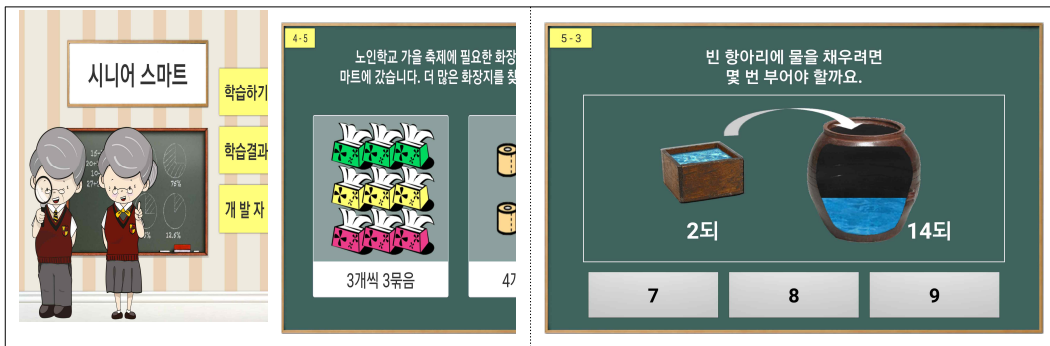 시니어 스마트
학습하기
학습결과
개 발 자
4-5
노인학교 가을 축제에 필요한 화장
마트에 갔습니다. 더 많은 화장지를 찾
3개씩 3묶음
5-3
빈 항아리에 물을 채우려면
몇 번 부어야 할까요.
2되
14되
7
8
9